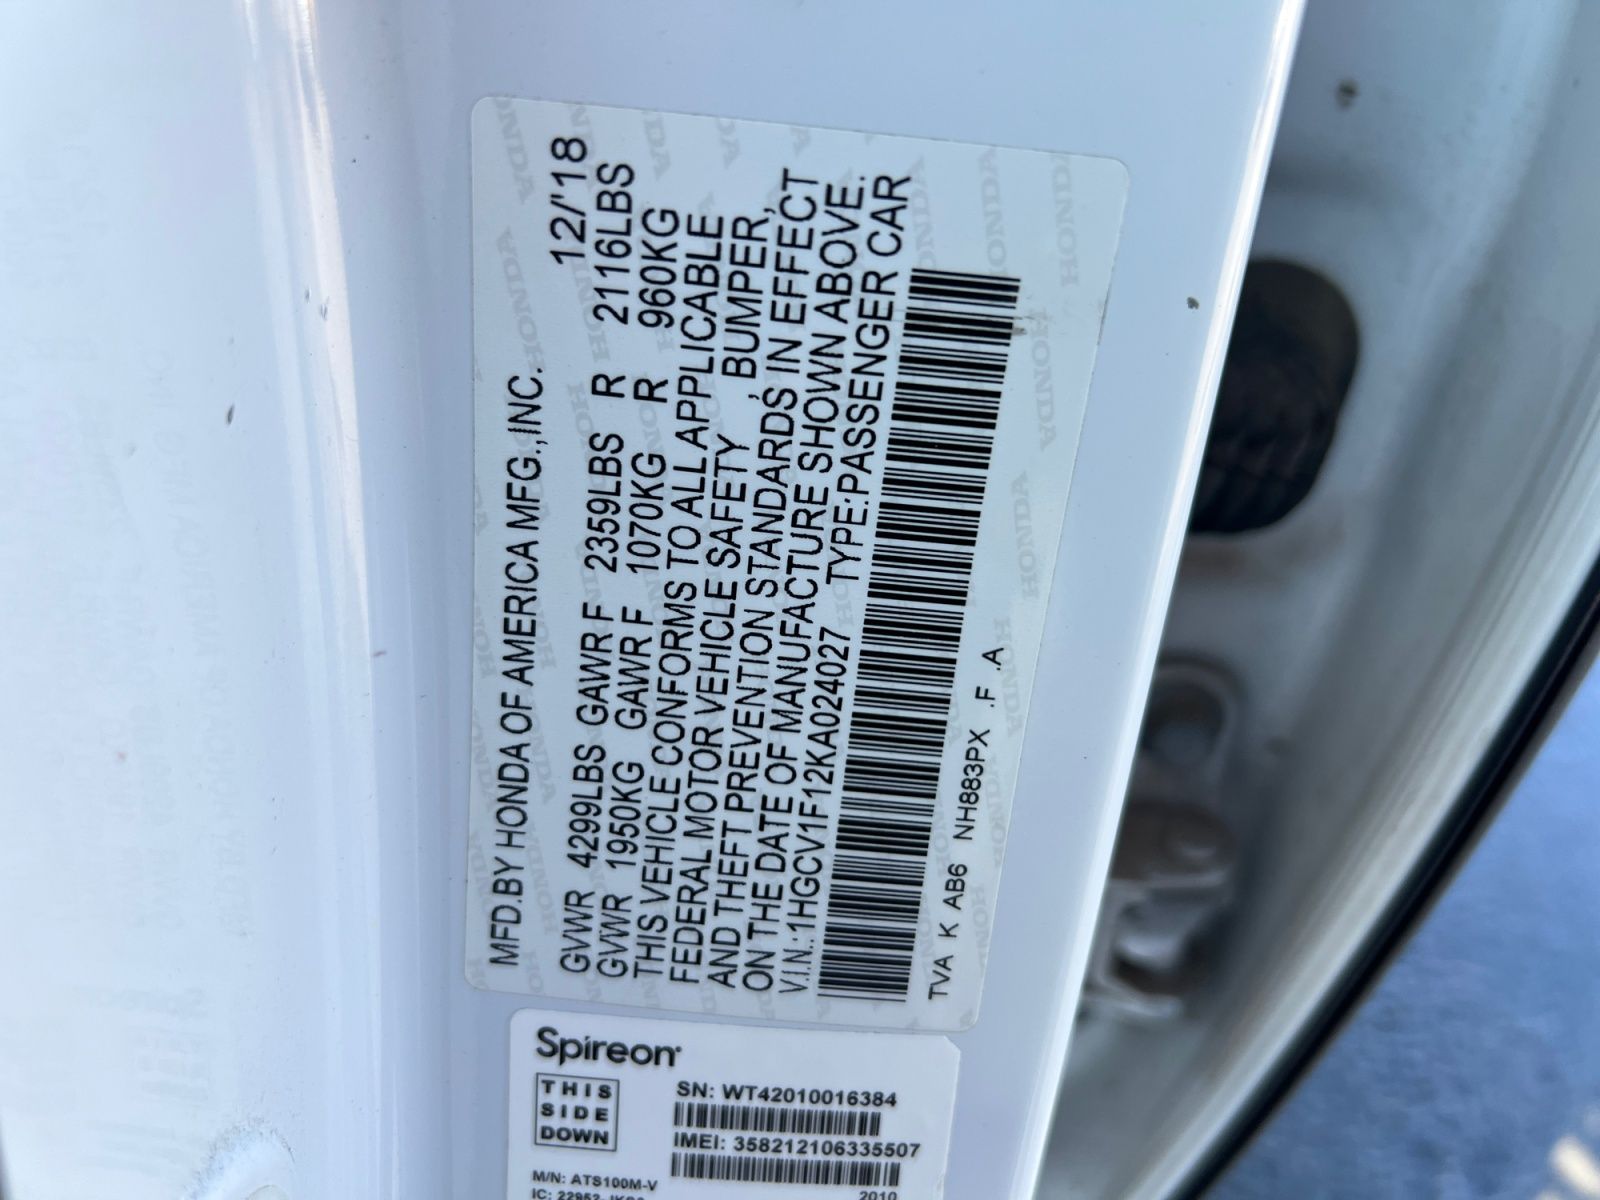 MFD.BY HONDA OF AMERICA MFG.,INC. 12/'18
GVWR 4299LBS GAWR F 2359LBS R 2116LBS
GVWR 1950KG GAWR F 1070KG R 960KG
THIS VEHICLE CONFORMS TO ALL APPLICABLE
FEDERAL MOTOR VEHICLE SAFETY , BUMPER,
AND THEFT PREVENTION STANDARDS IN EFFECT
ON THE DATE OF MANUFACTURE SHOWN ABOVE.
V.I.N.:1HGCV1F12KA024027 TYPE:PASSENGER CAR
TVA K AB6 NH883PX .F .A
Spireon
THIS
SIDE
DOWN
SN: WT42010016384
IMEI: 358212106335507
M/N: ATS100M-V
2010